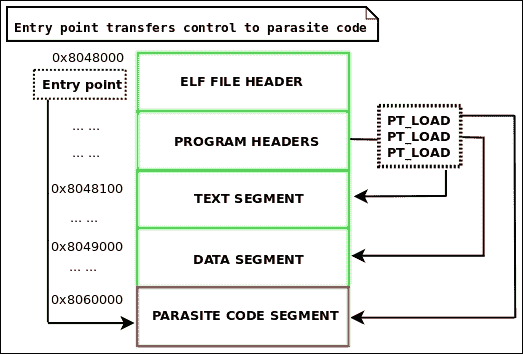 Entry point transfers control to parasite code
0x8048000
Entry point
ELF FILE HEADER
... ...
PROGRAM HEADERS
PT_LOAD
PT_LOAD
PT_LOAD
... ...
0x8048100
TEXT SEGMENT
... ...
0x8049000
DATA SEGMENT
... ...
0x8060000
PARASITE CODE SEGMENT